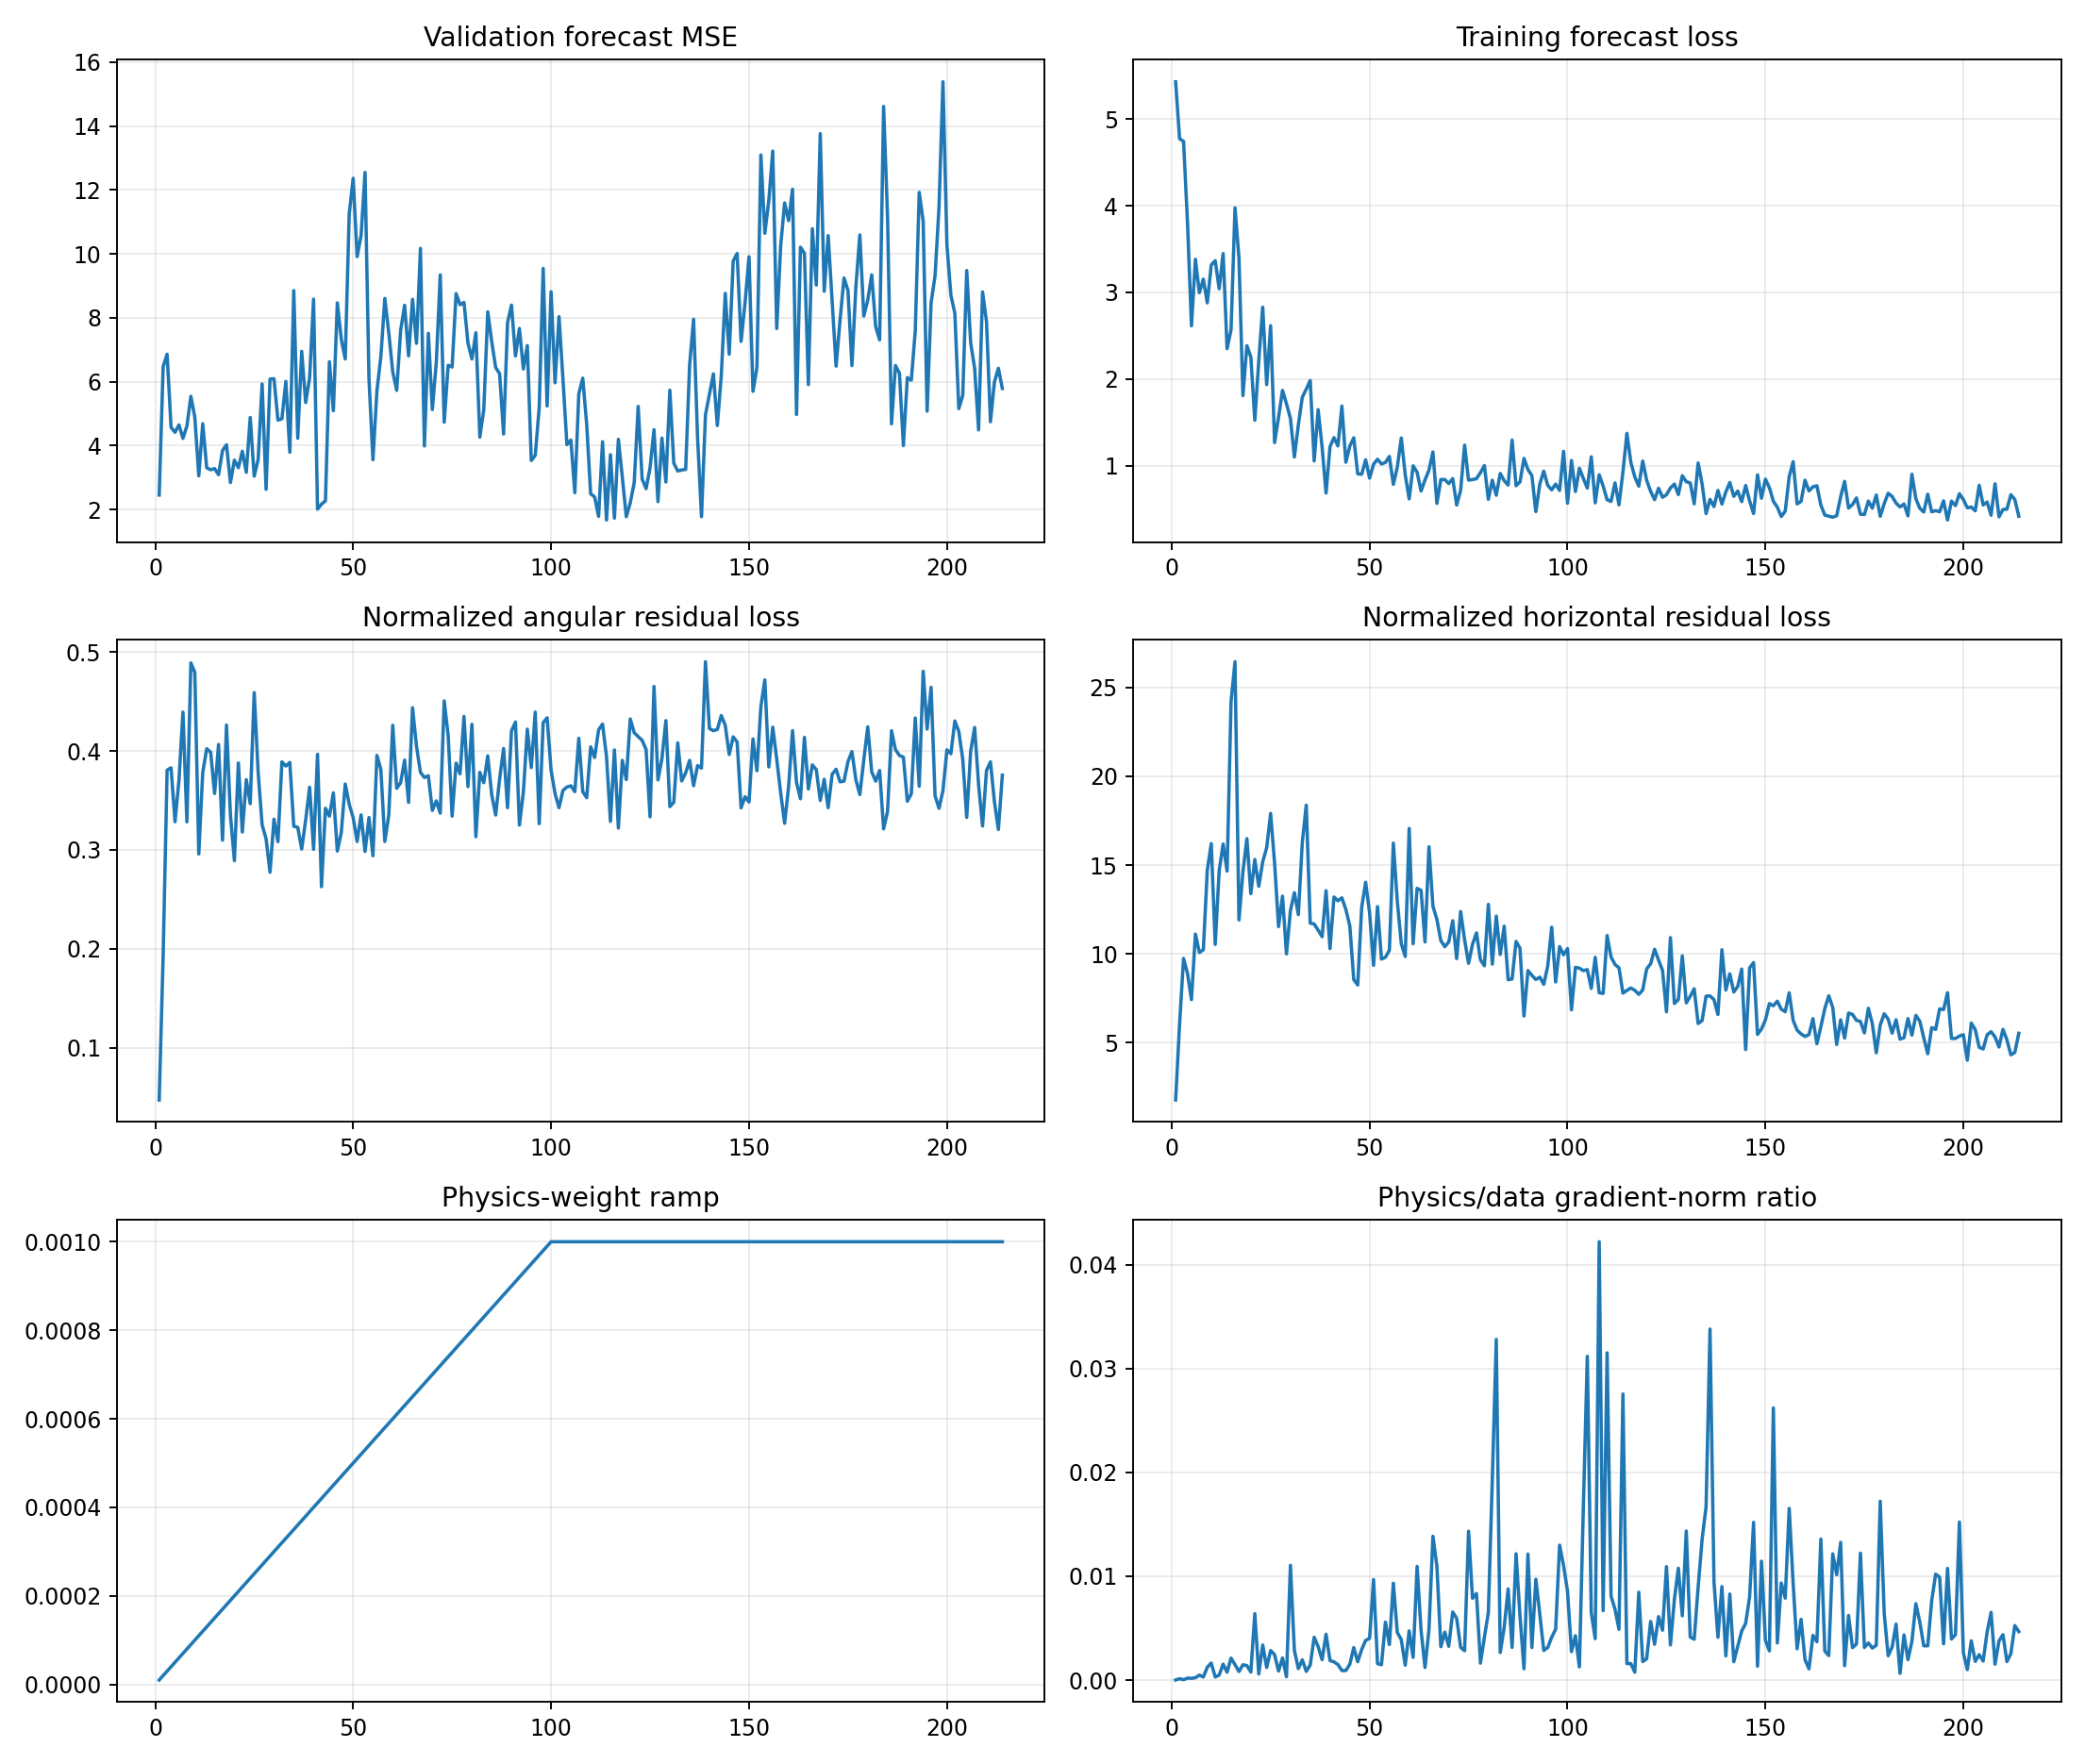 Validation forecast MSE
16
14
12
10
8
6
4
2
0 50 100 150 200
Training forecast loss
5
4
3
2
1
0 50 100 150 200
Normalized angular residual loss
0.5
0.4
0.3
0.2
0.1
0 50 100 150 200
Normalized horizontal residual loss
25
20
15
10
5
0 50 100 150 200
Physics-weight ramp
0.0010
0.0008
0.0006
0.0004
0.0002
0.0000
0 50 100 150 200
Physics/data gradient-norm ratio
0.04
0.03
0.02
0.01
0.00
0 50 100 150 200